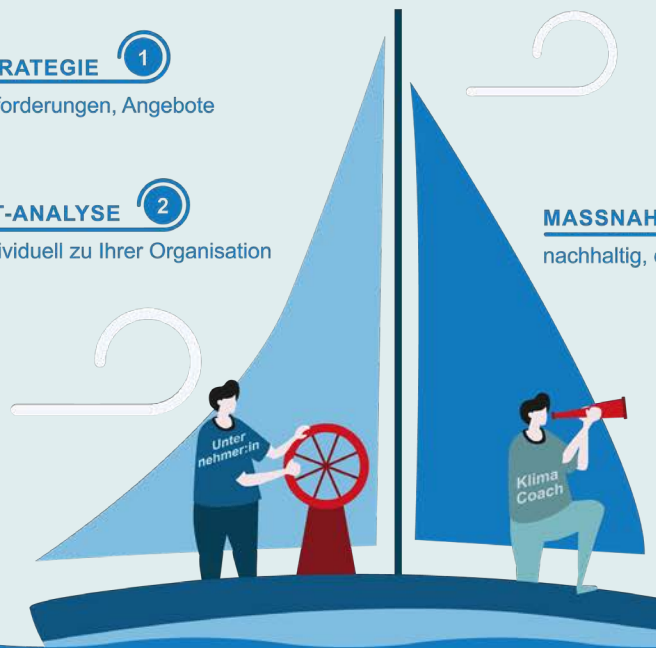 RATEGIE 1
forderungen, Angebote
T-ANALYSE 2
ividuell zu Ihrer Organisation
MASSNAH
nachhaltig,
Unter
nehmer:in
Klima
Coach